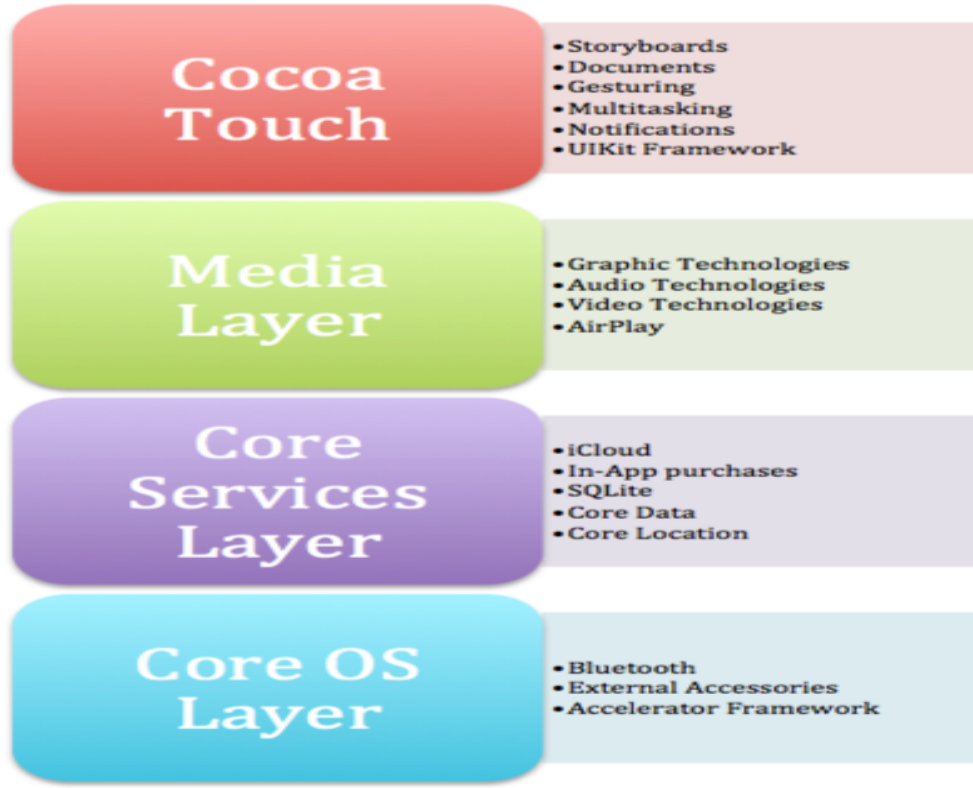 Cocoa
Touch
•Storyboards
•Documents
•Gesturing
•Multitasking
•Notifications
•UIKit Framework
Media
Layer
•Graphic Technologies
•Audio Technologies
•Video Technologies
•AirPlay
Core
Services
Layer
•iCloud
•In-App purchases
•SQLite
•Core Data
•Core Location
Core OS
Layer
•Bluetooth
•External Accessories
•Accelerator Framework